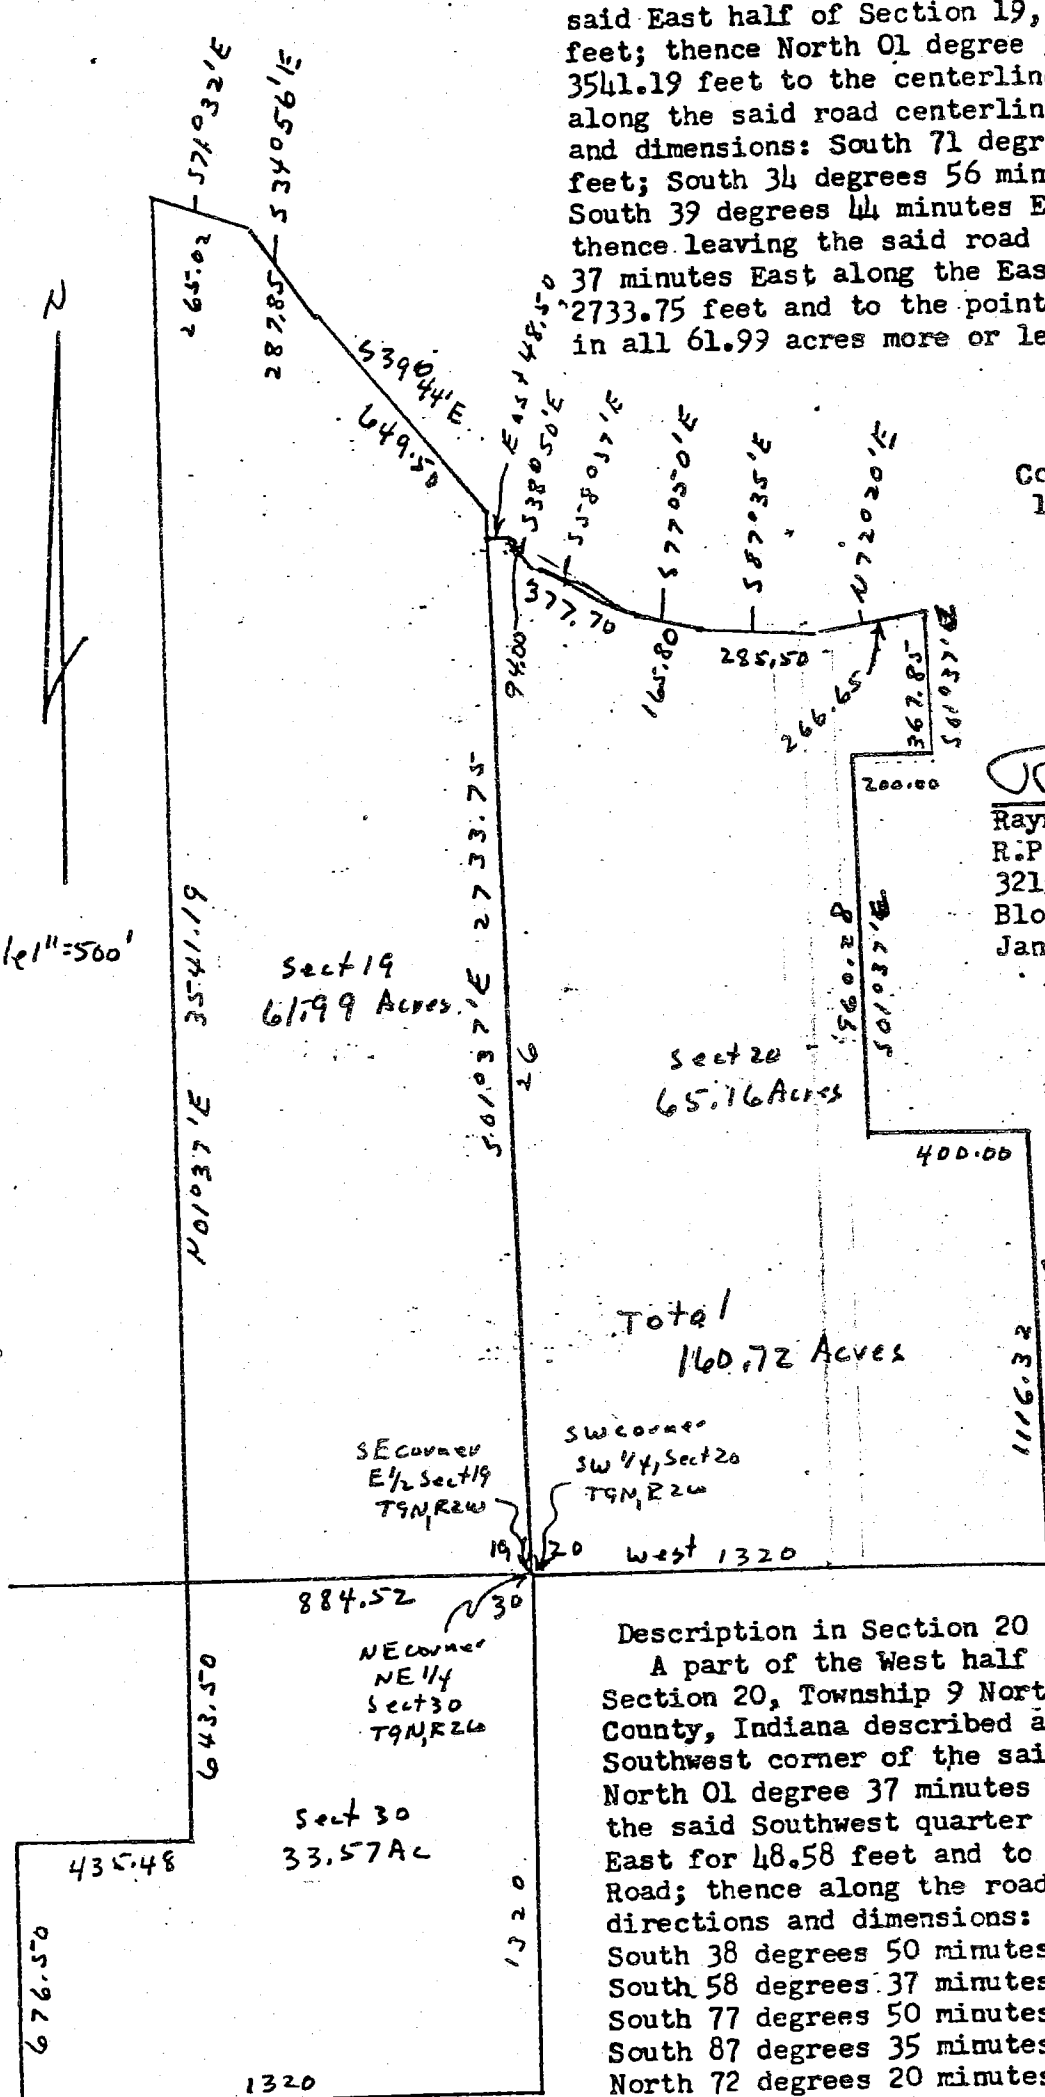 said East half of Section 19,
feet; thence North 01 degree
3541.19 feet to the centerlin
along the said road centerlin
and dimensions: South 71 degr
feet; South 34 degrees 56 min
South 39 degrees 44 minutes E
thence leaving the said road
37 minutes East along the Eas
2733.75 feet and to the point
in all 61.99 acres more or le
S71°32'E
265.02
S34°56'E
287.85
N
S39°44'E
649.50
East 48.50
S38°50'E
94.00
S58°37'E
377.70
S77°50'E
165.80
S87°35'E
285.50
N72°20'E
266.65
367.85
S01°37'E
200.00
Co
1
Ray
R.P
321
Blo
Jan
le1"=500'
N01°37'E 3541.19
Sect 19
61.99 Acres
S01°37'E 2733.75
26
Sect 20
65.16 Acres
960.28
S01°37'E
400.00
1116.32
Total
160.72 Acres
SE corner
E1/2 Sect19
T9N,R2W
SW corner
SW 1/4, Sect 20
T9N,R2W
19 20
West 1320
884.52
30
NE corner
NE 1/4
Sect 30
T9N,R2W
643.50
Sect 30
33.57 Ac
435.48
1320
676.50
1320
Description in Section 20
A part of the West half
Section 20, Township 9 Nort
County, Indiana described a
Southwest corner of the sai
North 01 degree 37 minutes
the said Southwest quarter
East for 48.58 feet and to
Road; thence along the road
directions and dimensions:
South 38 degrees 50 minutes
South 58 degrees 37 minutes
South 77 degrees 50 minutes
South 87 degrees 35 minutes
North 72 degrees 20 minutes